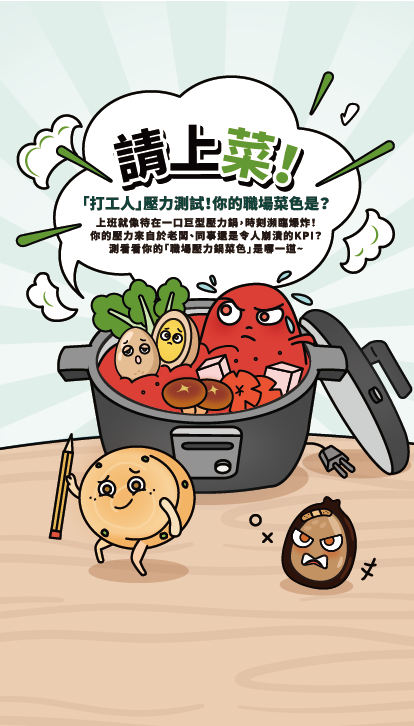 請上菜!
「打工人」壓力測試!你的職場菜色是?
上班就像待在一口巨型壓力鍋,時刻瀕臨爆炸!
你的壓力來自於老闆、同事還是令人崩潰的KPI?
測看看你的「職場壓力鍋菜色」是哪一道~